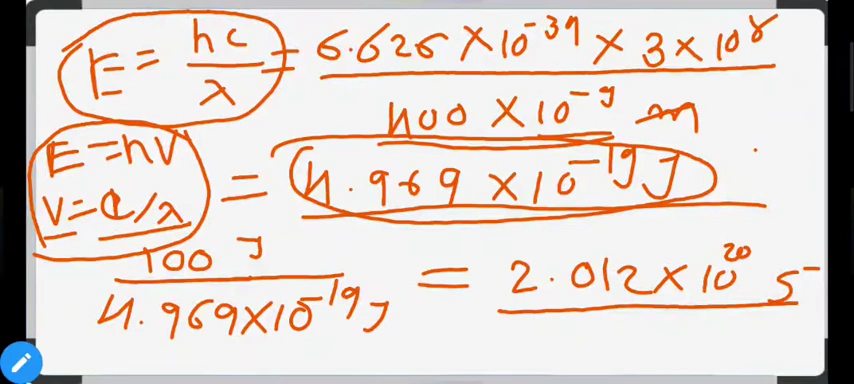 E = hc/λ = 6.626 × 10⁻³⁴ × 3 × 10⁸
400 × 10⁻⁹ m
E = hν
ν = c/λ
= 4.969 × 10⁻¹⁹ J
100 J
4.969 × 10⁻¹⁹ J = 2.012 × 10²⁰ s⁻